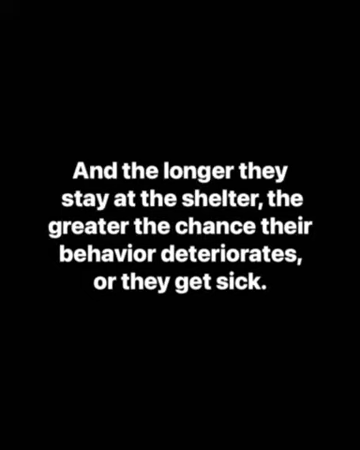 And the longer they
stay at the shelter, the
greater the chance their
behavior deteriorates,
or they get sick.